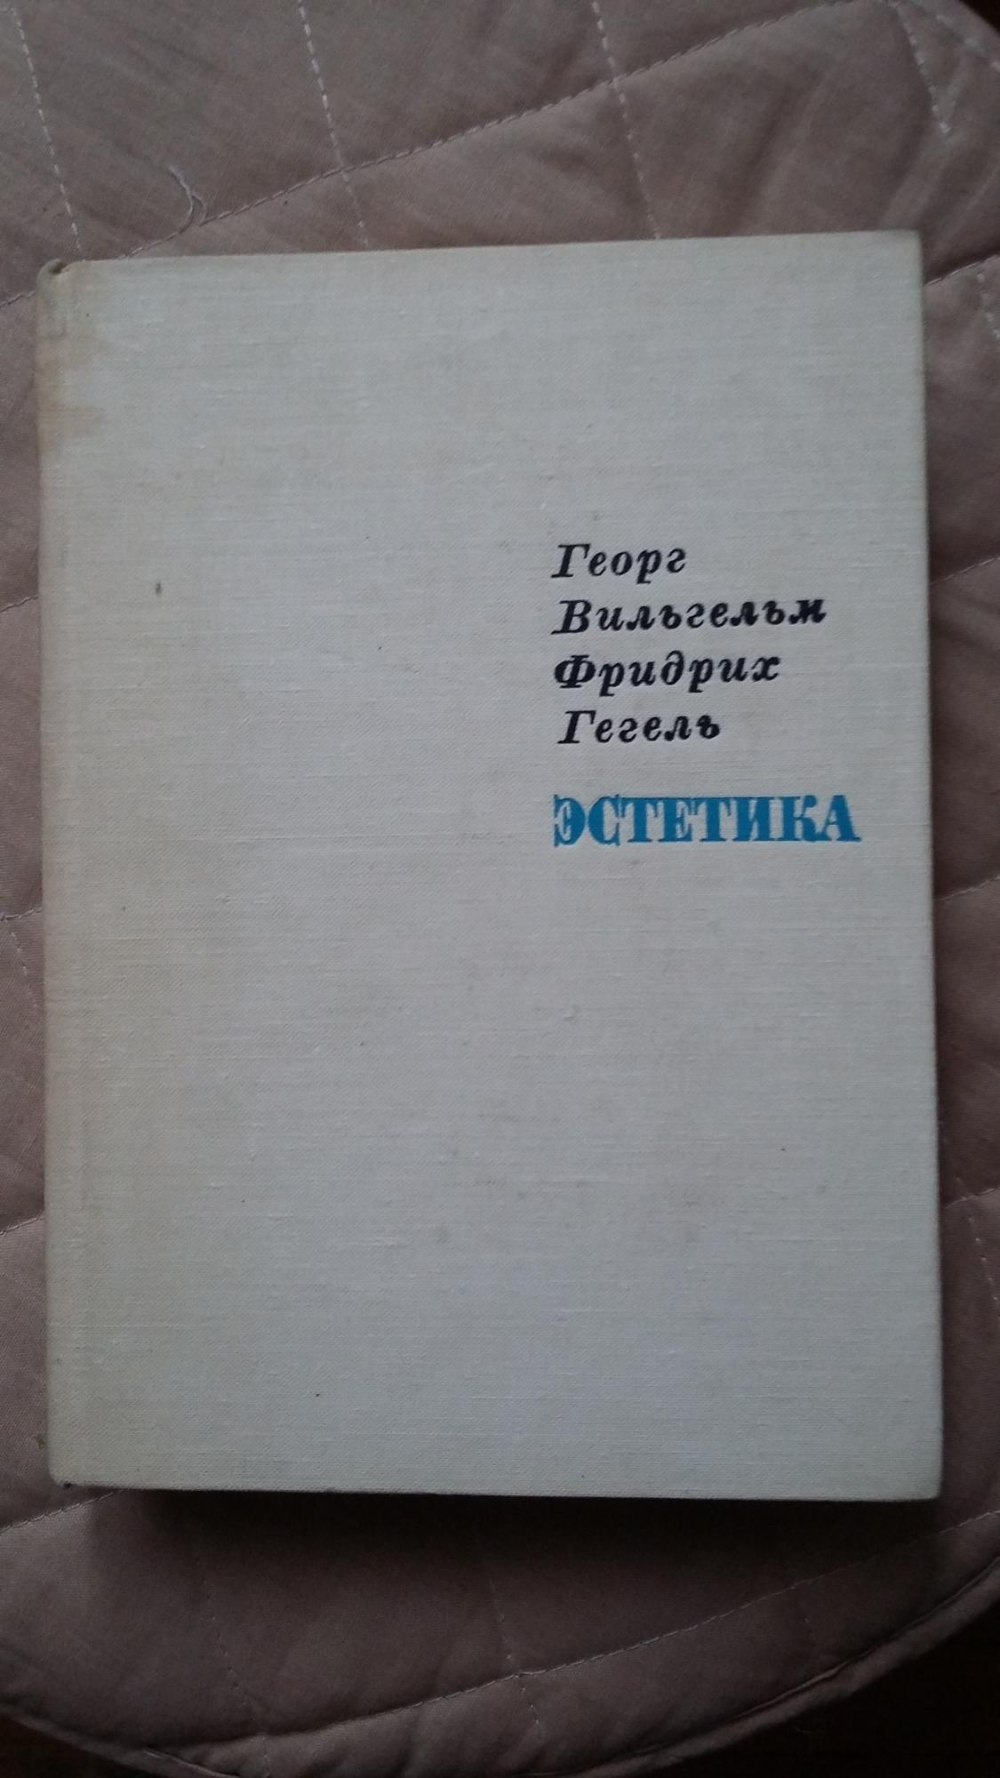 Георг
Вильгельм
Фридрих
Гегель
ЭСТЕТИКА